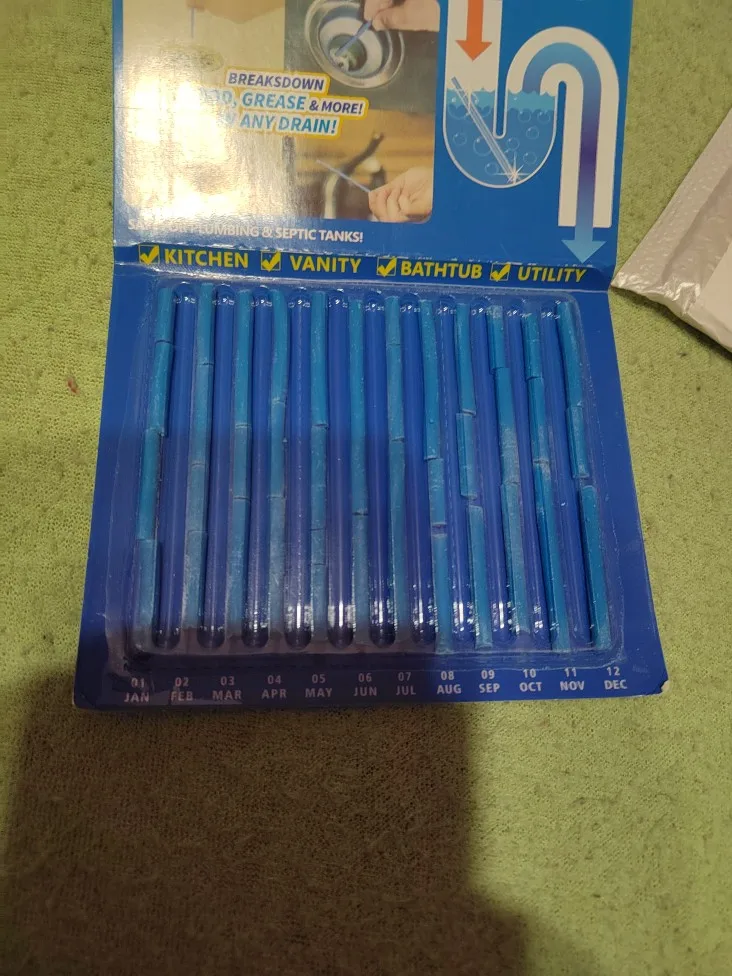 BREAKSDOWN
GREASE & MORE!
ANY DRAIN!
PLUMBING & SEPTIC TANKS!
KITCHEN VANITY BATHTUB UTILITY
01 02 03 04 05 06 07 08 09 10 11 12
JAN FEB MAR APR MAY JUN JUL AUG SEP OCT NOV DEC